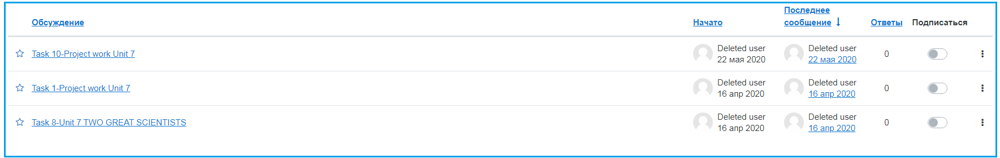 Обсуждение
Начато
Последнее
сообщение
Ответы
Подписаться
Task 10-Project work Unit 7
Deleted user
22 мая 2020
Deleted user
22 мая 2020
0
Task 1-Project work Unit 7
Deleted user
16 апр 2020
Deleted user
16 апр 2020
0
Task 8-Unit 7 TWO GREAT SCIENTISTS
Deleted user
16 апр 2020
Deleted user
16 апр 2020
0